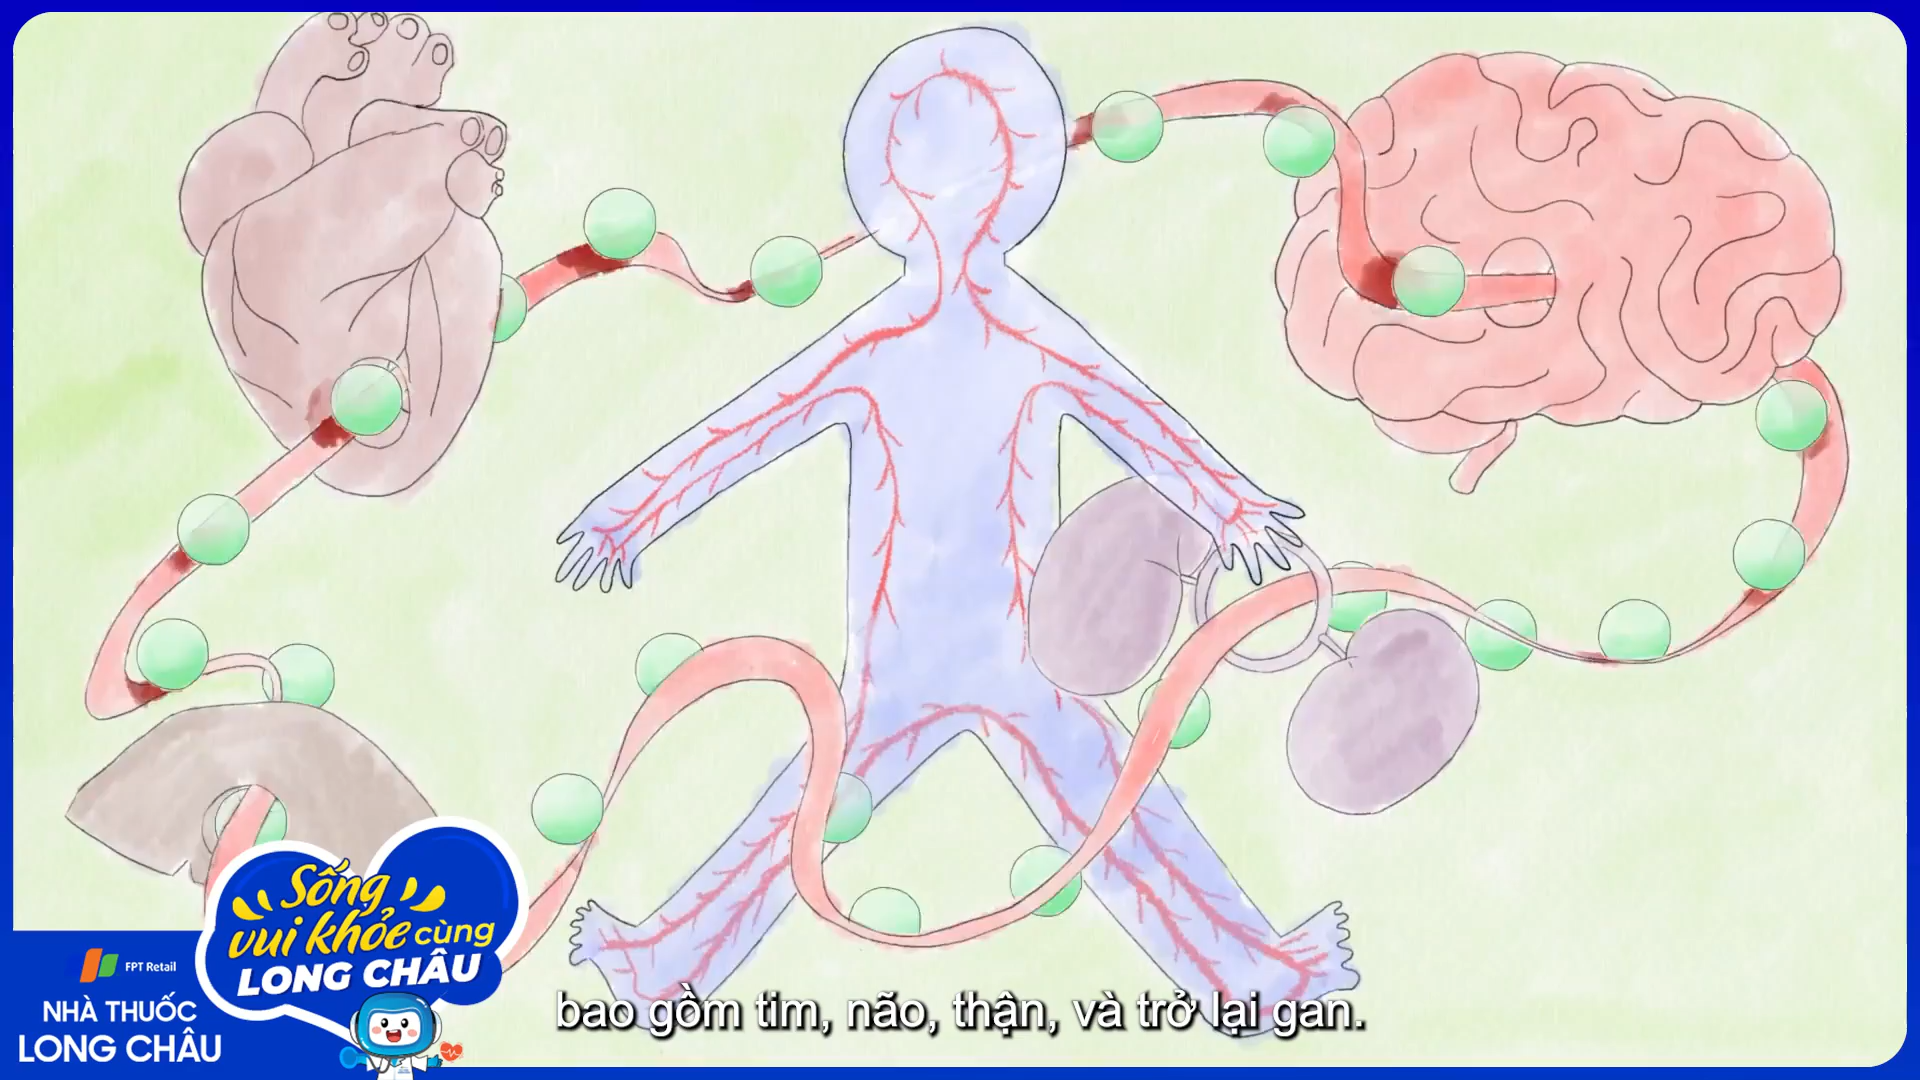 Sống
vui khỏe cùng
LONG CHÂU
FPT Retail
NHÀ THUỐC
LONG CHÂU
bao gồm tim, não, thận, và trở lại gan.